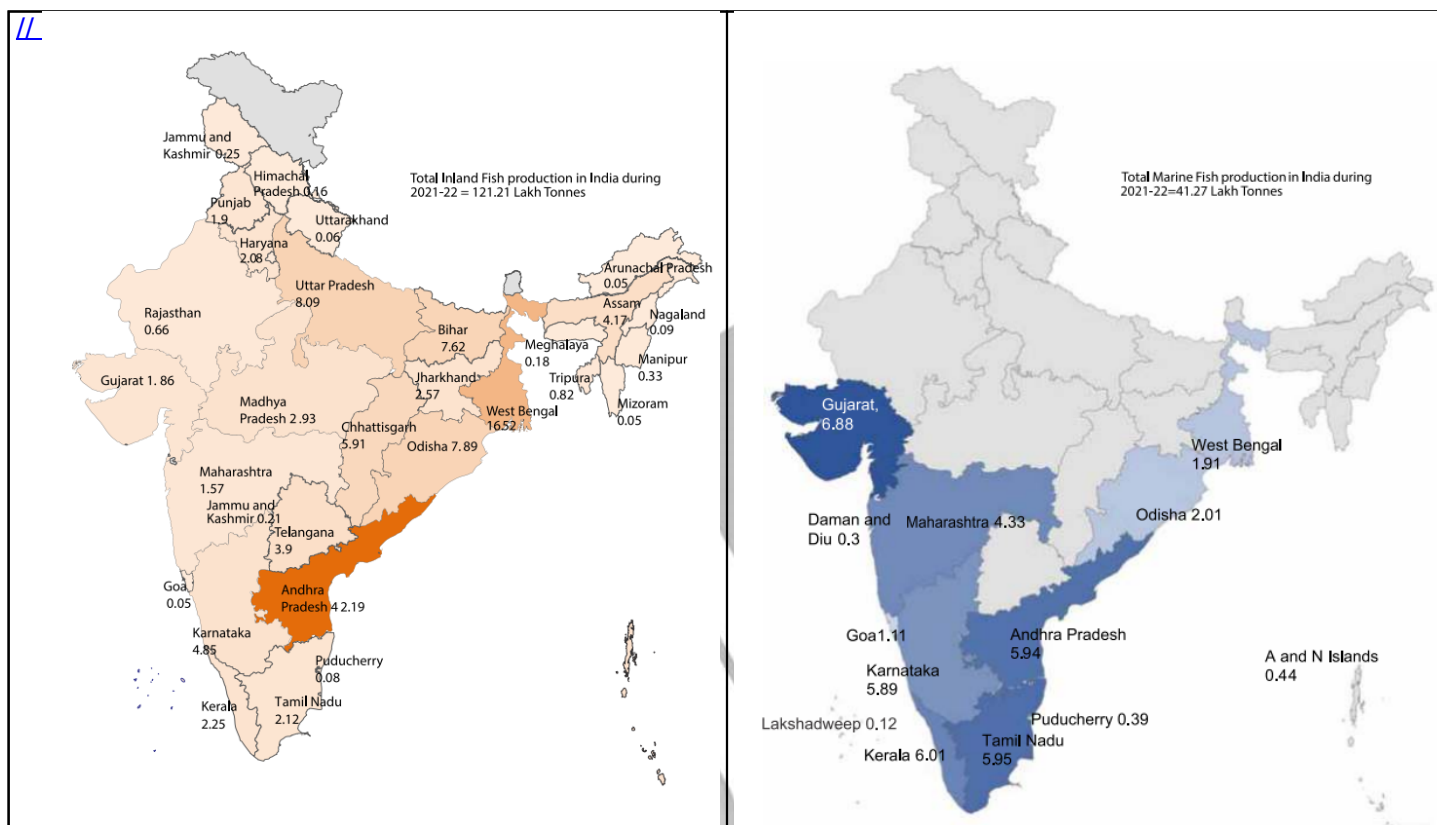 //
Jammu and
Kashmir 0.25
Himachal
Pradesh 0.16
Total Inland Fish production in India during
2021-22 = 121.21 Lakh Tonnes
Punjab
1.9
Uttarakhand
0.06
Haryana
2.08
Uttar Pradesh
8.09
Arunachal Pradesh
0.05
Assam
4.17
Nagaland
0.09
Rajasthan
0.66
Bihar
7.62
Meghalaya
0.18
Manipur
0.33
Gujarat 1. 86
Jharkhand
2.57
Tripura
0.82
Mizoram
0.05
Madhya
Pradesh 2.93
West Bengal
16.52
Chhattisgarh
5.91
Odisha 7.89
Maharashtra
1.57
Jammu and
Kashmir 0.21
Telangana
3.9
Goa
0.05
Andhra
Pradesh 4 2.19
Karnataka
4.85
Puducherry
0.08
Kerala
2.25
Tamil Nadu
2.12
Total Marine Fish production in India during
2021-22=41.27 Lakh Tonnes
Gujarat,
6.88
West Bengal
1.91
Daman and
Diu 0.3
Maharashtra 4.33
Odisha 2.01
Goa1.11
Andhra Pradesh
5.94
Karnataka
5.89
A and N Islands
0.44
Lakshadweep 0.12
Puducherry 0.39
Kerala 6.01
Tamil Nadu
5.95